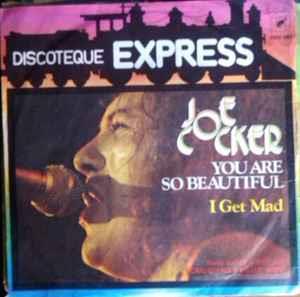 DISCOTEQUE EXPRESS
JOE
COCKER
YOU ARE
SO BEAUTIFUL
I Get Mad